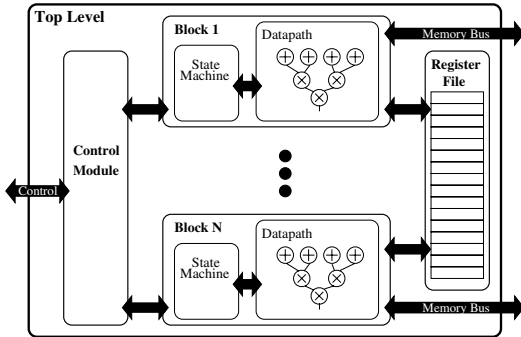 Top Level
Block 1
Datapath
State
Machine
Memory Bus
Register
File
Control
Module
Control
Block N
Datapath
State
Machine
Memory Bus